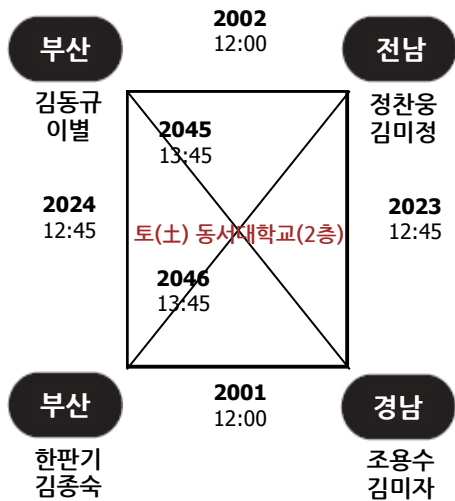 2002
12:00
부산
전남
김동규
이별
정찬웅
김미정
2045
13:45
2024
12:45
2023
12:45
토(土) 동서대학교(2층)
2046
13:45
부산
경남
2001
12:00
한판기
김종숙
조용수
김미자